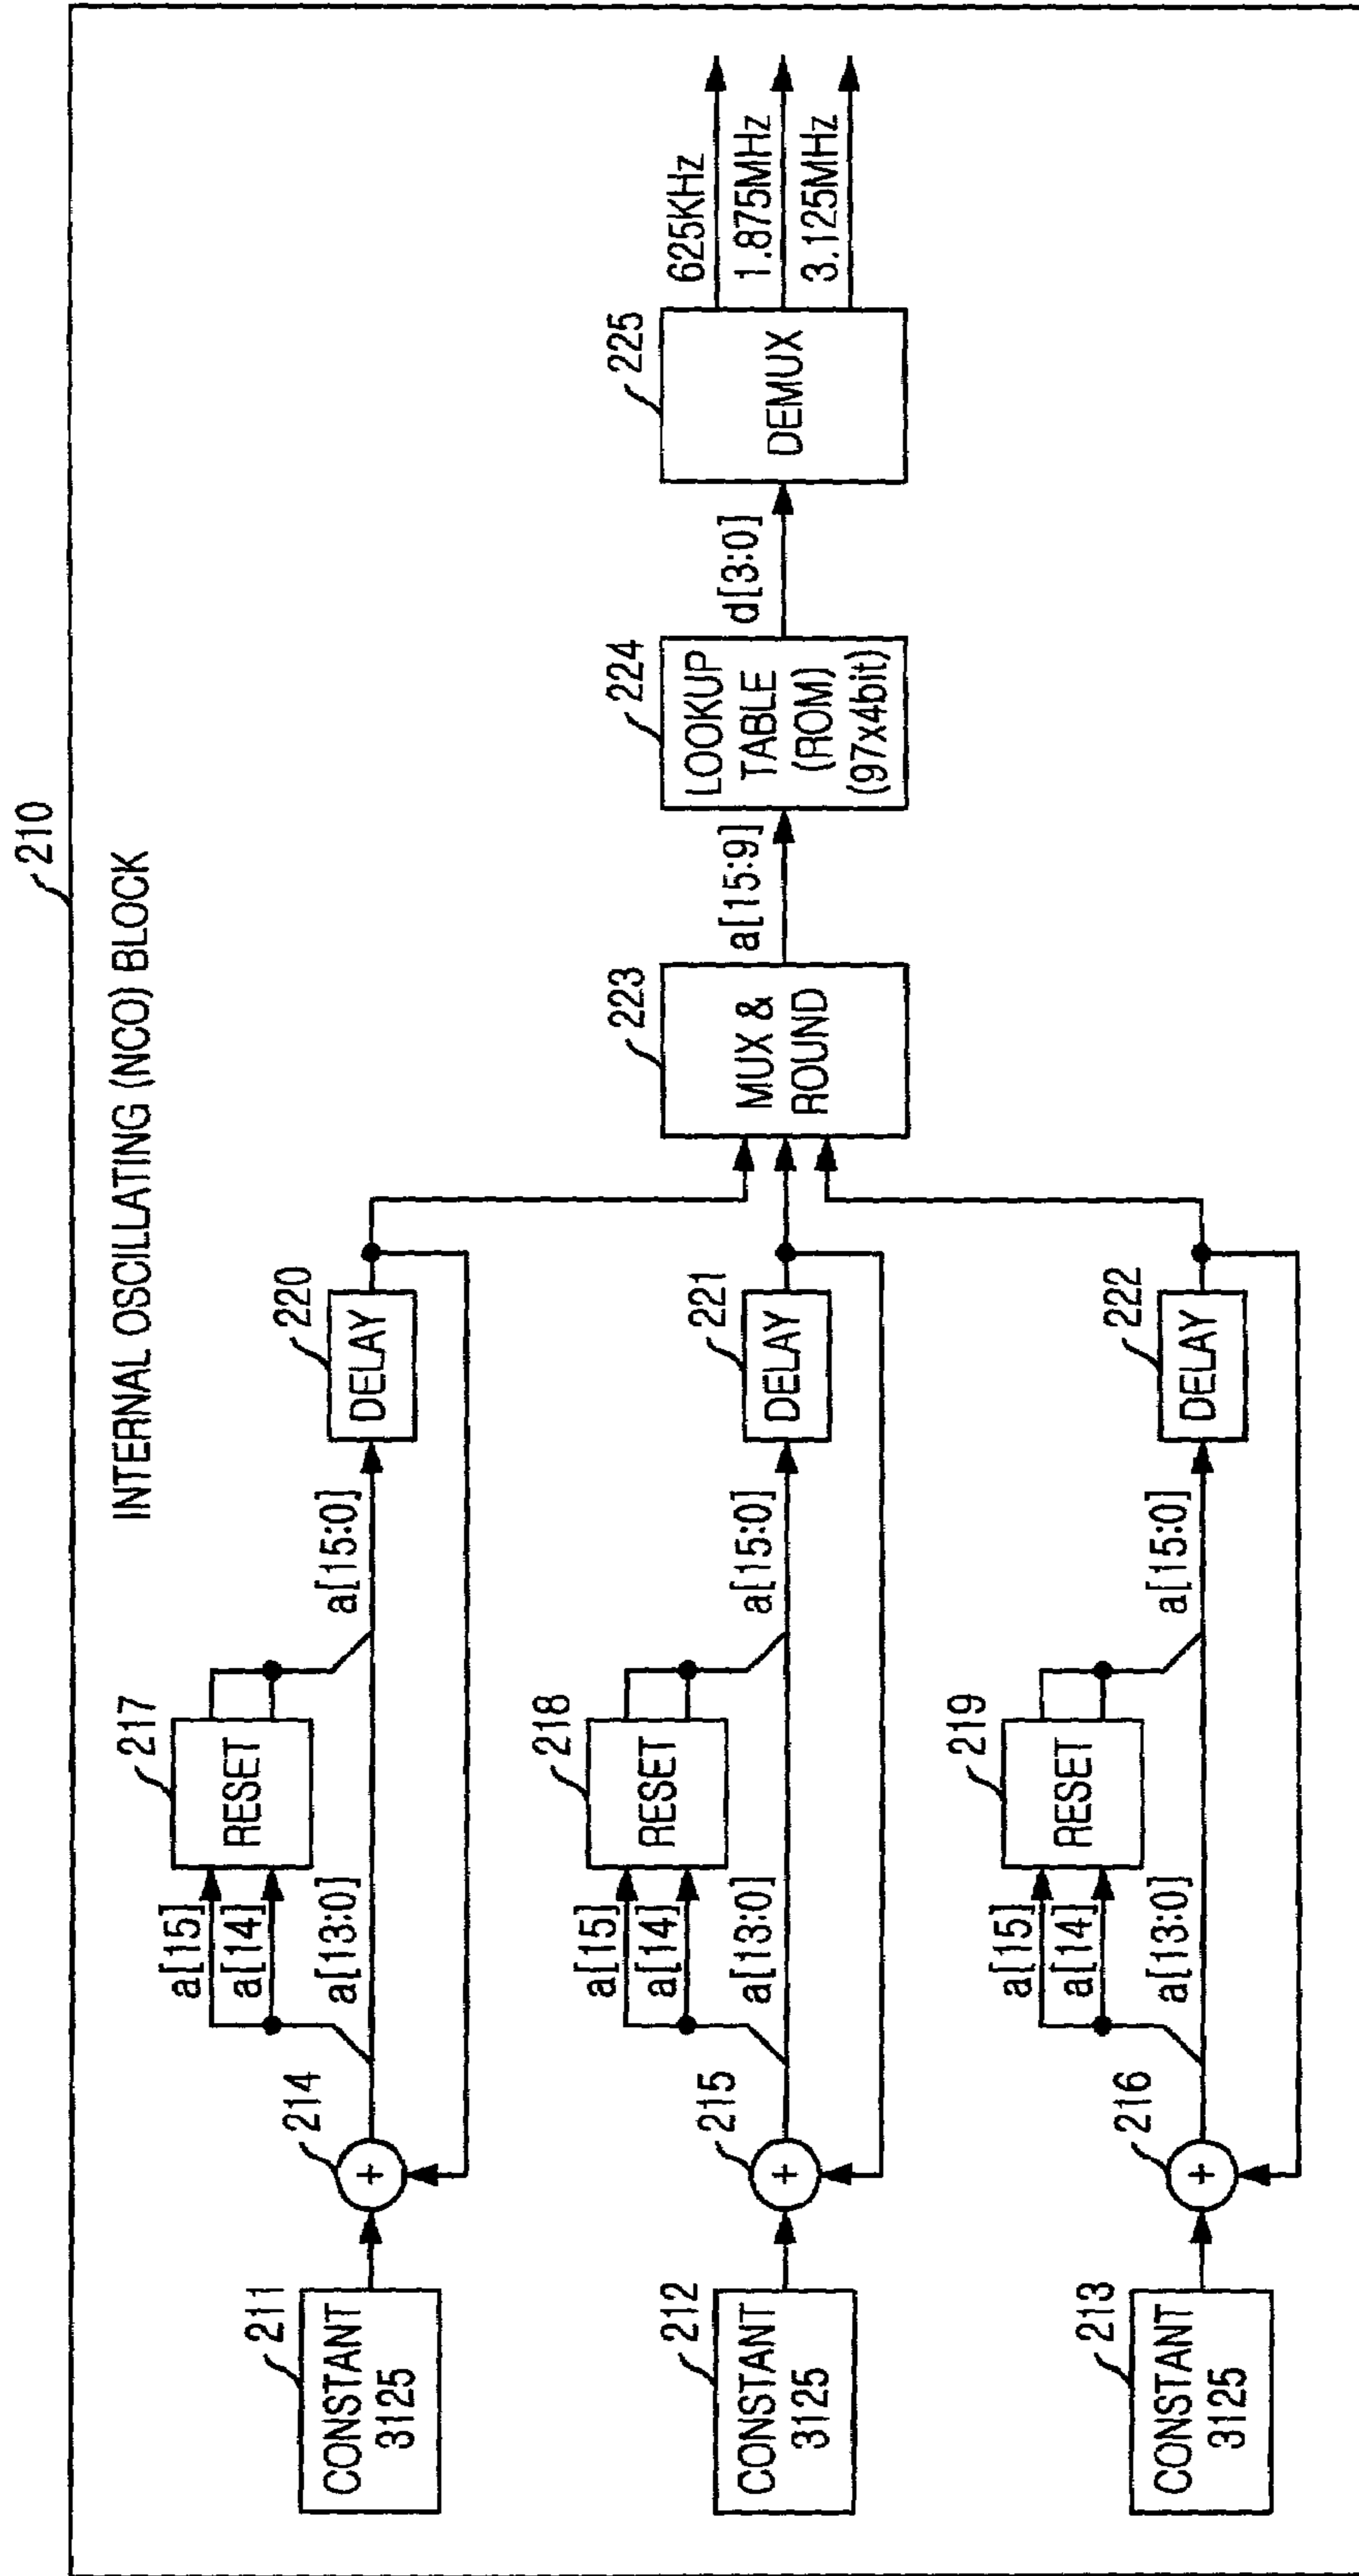 210
INTERNAL OSCILLATING (NCO) BLOCK
211
CONSTANT
3125
214
+
a[15]
a[14]
a[13:0]
217
RESET
a[15:0]
220
DELAY
212
CONSTANT
3125
215
+
a[15]
a[14]
a[13:0]
218
RESET
a[15:0]
221
DELAY
213
CONSTANT
3125
216
+
a[15]
a[14]
a[13:0]
219
RESET
a[15:0]
222
DELAY
223
MUX &
ROUND
a[15:9]
224
LOOKUP
TABLE
(ROM)
(97x4bit)
d[3:0]
225
DEMUX
625KHz
1.875MHz
3.125MHz